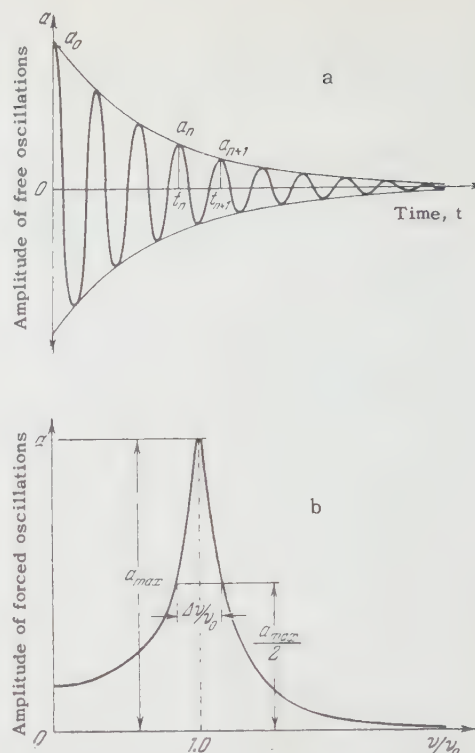 a
a
a₀
aₙ
aₙ₊₁
0
tₙ
tₙ₊₁
Time, t
Amplitude of free oscillations
a
b
a_max
Δν/ν₀
a_max/2
0
1.0
Amplitude of forced oscillations